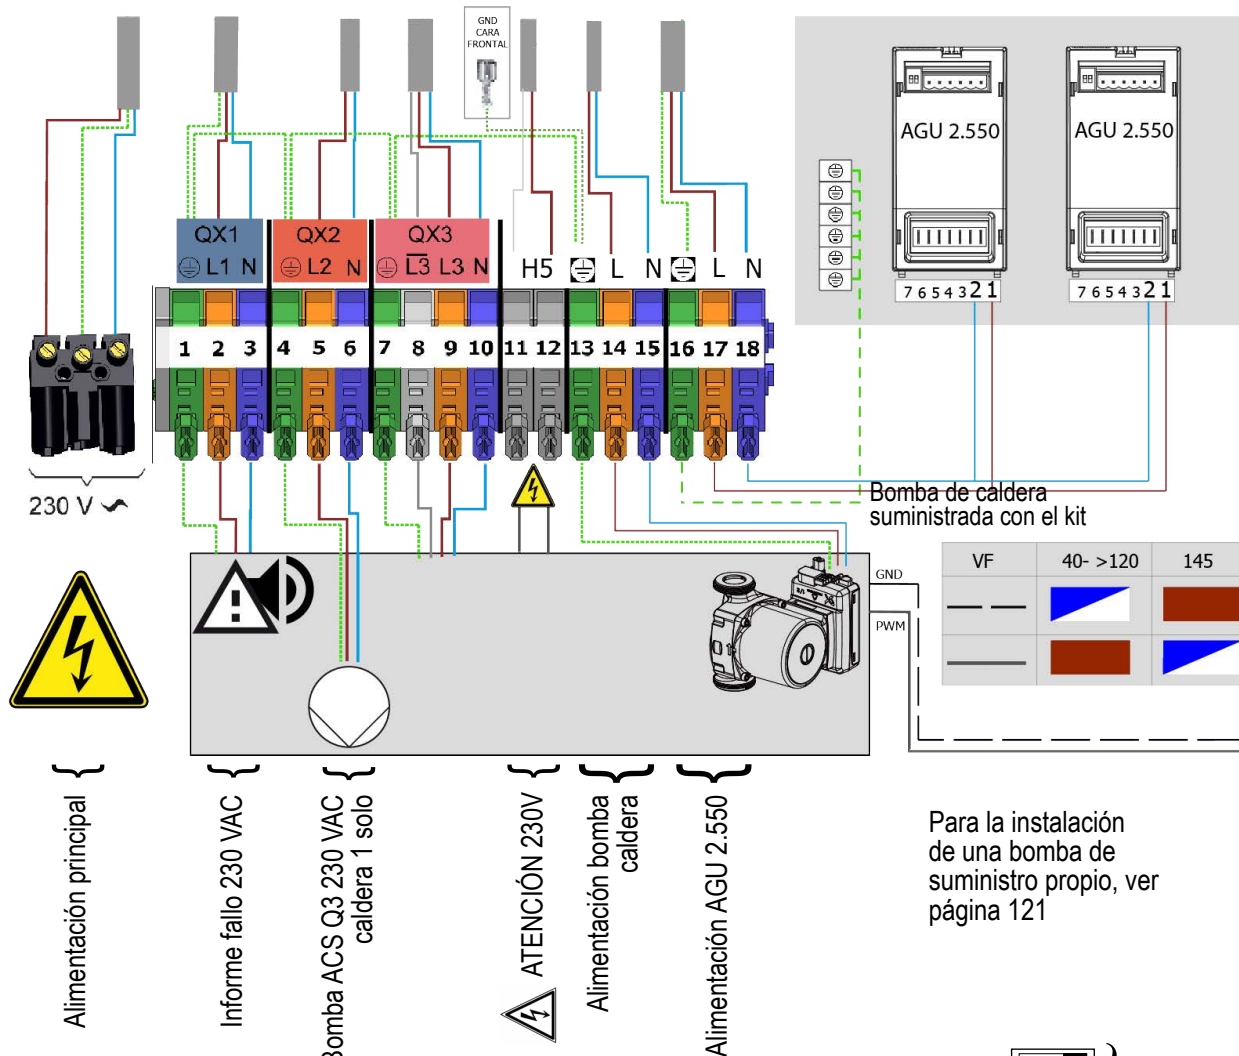 GND
CARA
FRONTAL
AGU 2.550
AGU 2.550
QX1
L1 N
QX2
L2 N
QX3
L3 L3 N
H5
L N
L N
7 6 5 4 3 2 1
7 6 5 4 3 2 1
1 2 3 4 5 6 7 8 9 10 11 12 13 14 15 16 17 18
230 V
Bomba de caldera
suministrada con el kit
GND
PWM
VF 40- >120 145
Alimentación principal
Informe fallo 230 VAC
Bomba ACS Q3 230 VAC
caldera 1 solo
ATENCIÓN 230V
Alimentación bomba
caldera
Alimentación AGU 2.550
Para la instalación
de una bomba de
suministro propio, ver
página 121